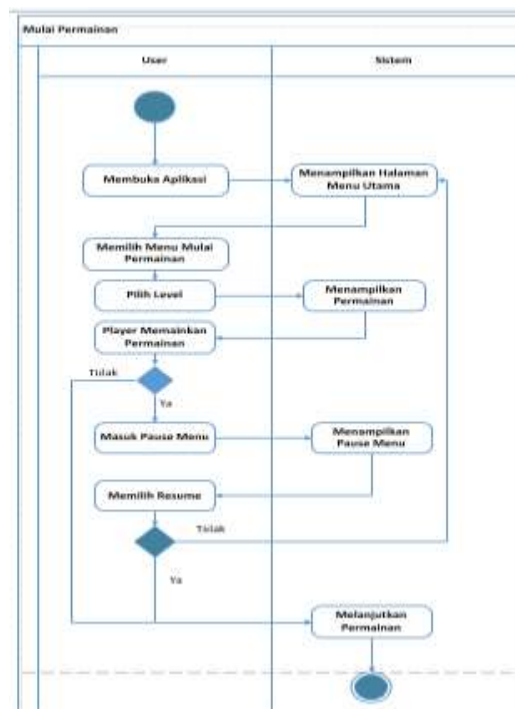 Mulai Permainan
User
Sistem
Membuka Aplikasi
Menampilkan Halaman
Menu Utama
Memilih Menu Mulai
Permainan
Pilih Level
Menampilkan
Permainan
Player Memainkan
Permainan
Tidak
Ya
Masuk Pause Menu
Menampilkan
Pause Menu
Memilih Resume
Tidak
Ya
Melanjutkan
Permainan